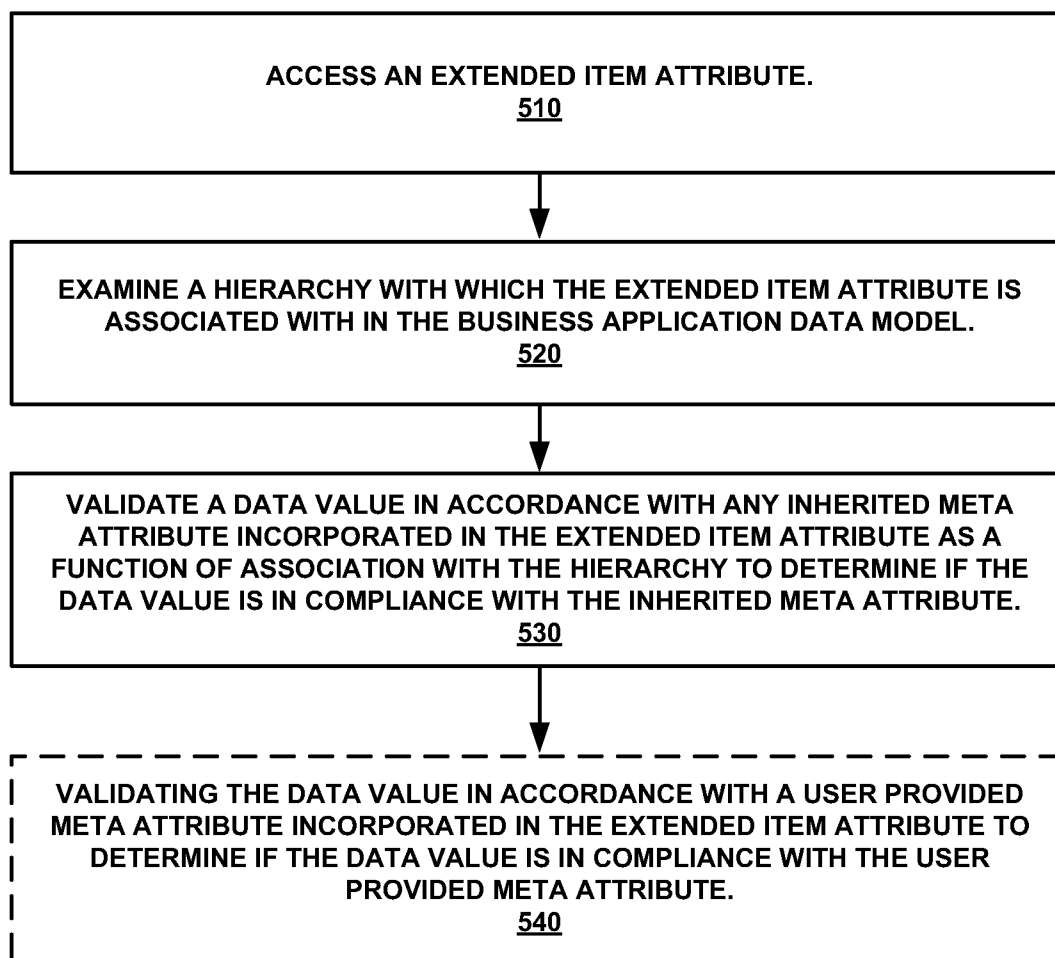 ACCESS AN EXTENDED ITEM ATTRIBUTE.
510
EXAMINE A HIERARCHY WITH WHICH THE EXTENDED ITEM ATTRIBUTE IS
ASSOCIATED WITH IN THE BUSINESS APPLICATION DATA MODEL.
520
VALIDATE A DATA VALUE IN ACCORDANCE WITH ANY INHERITED META
ATTRIBUTE INCORPORATED IN THE EXTENDED ITEM ATTRIBUTE AS A
FUNCTION OF ASSOCIATION WITH THE HIERARCHY TO DETERMINE IF THE
DATA VALUE IS IN COMPLIANCE WITH THE INHERITED META ATTRIBUTE.
530
VALIDATING THE DATA VALUE IN ACCORDANCE WITH A USER PROVIDED
META ATTRIBUTE INCORPORATED IN THE EXTENDED ITEM ATTRIBUTE TO
DETERMINE IF THE DATA VALUE IS IN COMPLIANCE WITH THE USER
PROVIDED META ATTRIBUTE.
540